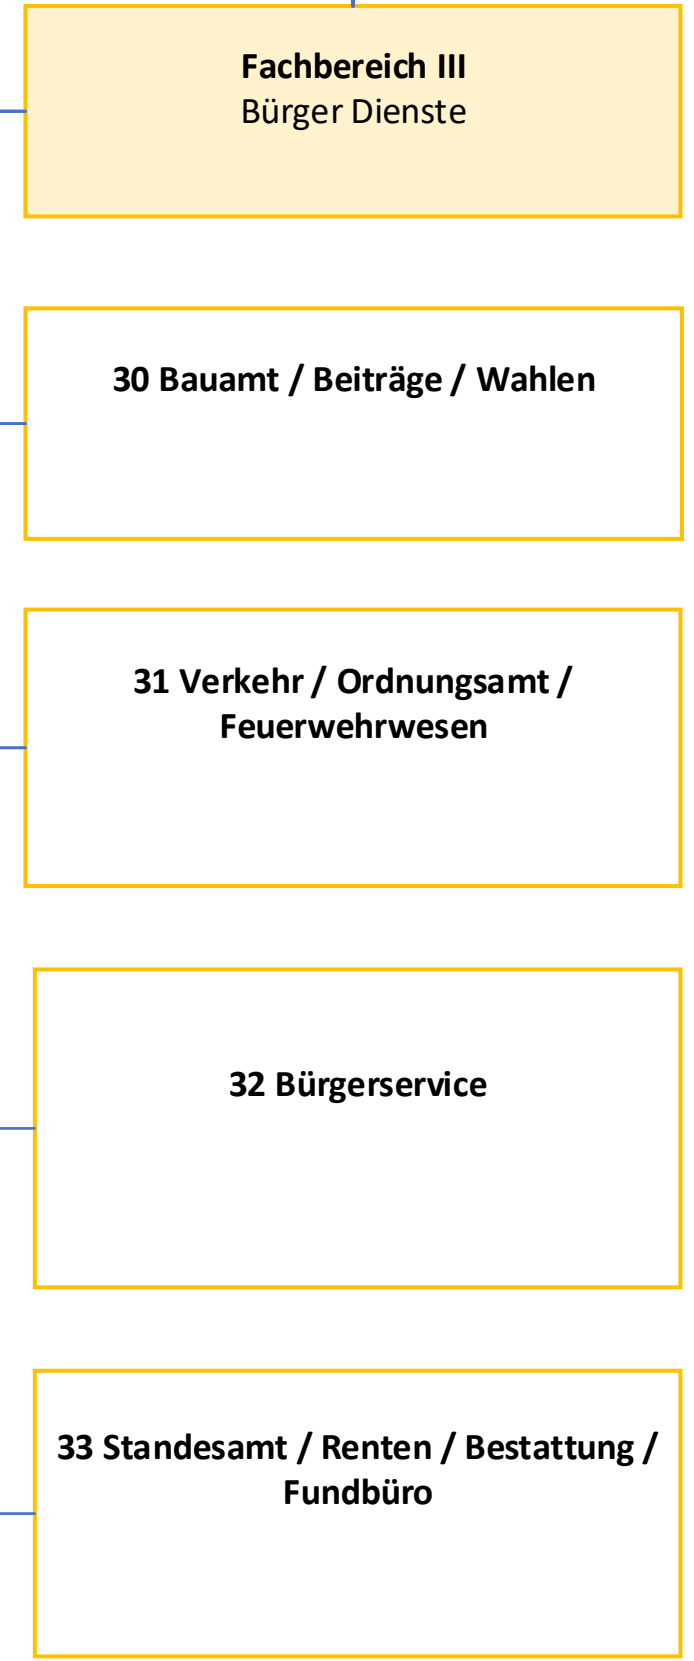 Fachbereich III
Bürger Dienste
30 Bauamt / Beiträge / Wahlen
31 Verkehr / Ordnungsamt /
Feuerwehrwesen
32 Bürgerservice
33 Standesamt / Renten / Bestattung /
Fundbüro